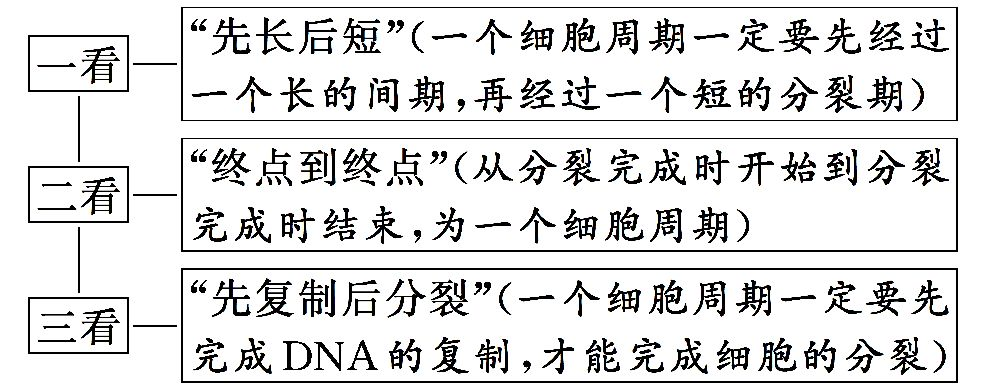 一看
“先长后短”(一个细胞周期一定要先经过
一个长的间期,再经过一个短的分裂期)
二看
“终点到终点”(从分裂完成时开始到分裂
完成时结束,为一个细胞周期)
三看
“先复制后分裂”(一个细胞周期一定要先
完成DNA的复制,才能完成细胞的分裂)